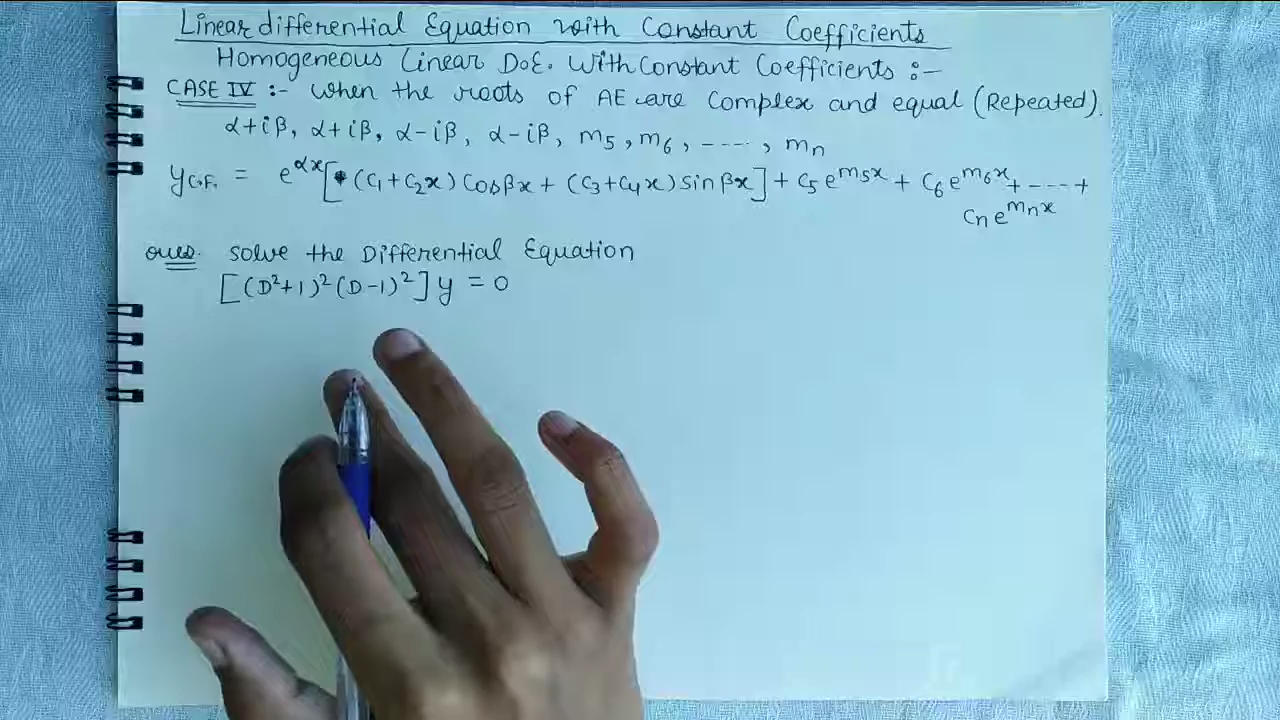 Linear differential Equation with Constant Coefficients
Homogeneous Linear D.E. With Constant Coefficients :-
CASE IV :- when the roots of AE are Complex and equal (Repeated).
α+iβ, α+iβ, α-iβ, α-iβ, m₅, m₆, ----, mₙ
y_C.F. = e^αx[(C₁+C₂x) Cosβx + (C₃+C₄x) sinβx] + C₅e^m₅x + C₆e^m₆x + ---- +
Cₙe^mₙx
Ques. solve the Differential Equation
[(D²+1)²(D-1)²]y = 0